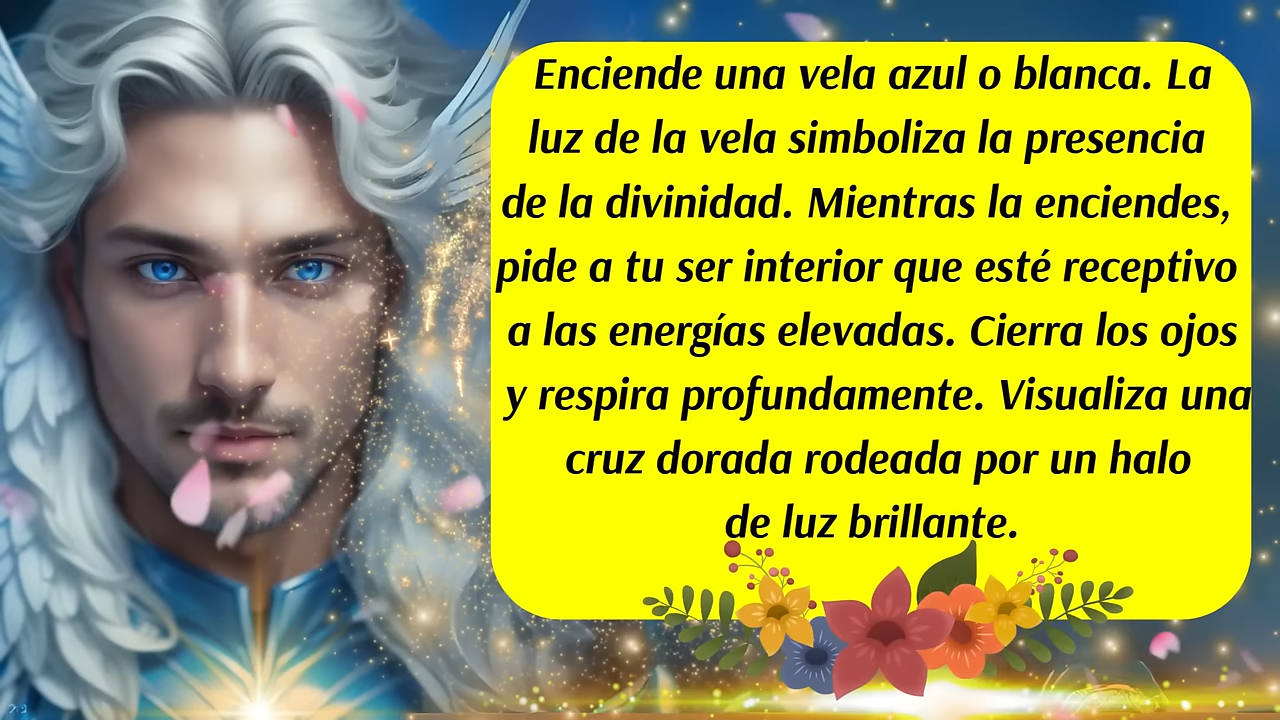 Enciende una vela azul o blanca. La
luz de la vela simboliza la presencia
de la divinidad. Mientras la enciendes,
pide a tu ser interior que esté receptivo
a las energías elevadas. Cierra los ojos
y respira profundamente. Visualiza una
cruz dorada rodeada por un halo
de luz brillante.